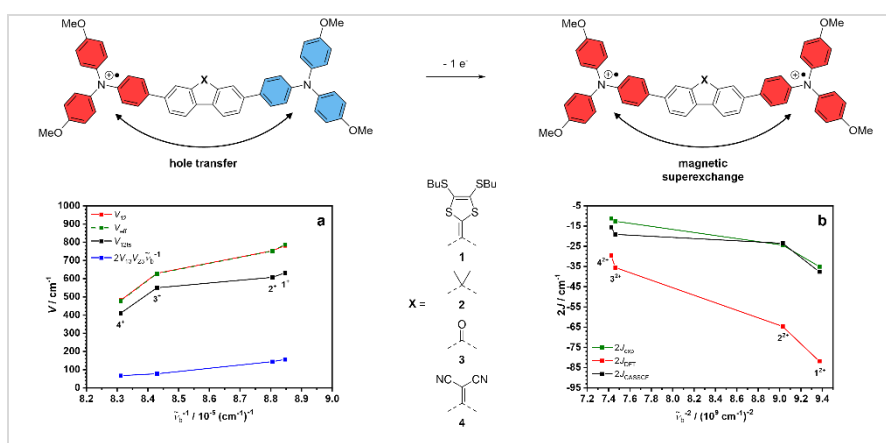 MeO
OMe
MeO
OMe
X
- 1 e⁻
X
N
⊕•
N
N
⊕•
⊕•
N
MeO
OMe
MeO
OMe
hole transfer
magnetic
superexchange
SBu
SBu
S
S
1
2
X =
O
3
NC
CN
4
a
V₁₂
V_eff
V₁₂ₜₛ
2V₁₃V₂₃ṽ_b⁻¹
1000
900
800
700
600
500
400
300
200
100
0
V / cm⁻¹
4⁺
3⁺
2⁺
1⁺
8.2 8.3 8.4 8.5 8.6 8.7 8.8 8.9 9.0
ṽ_b⁻¹ / 10⁻⁵ (cm⁻¹)⁻¹
b
-5
-15
-25
-35
-45
-55
-65
-75
-85
-95
2J / cm⁻¹
4²⁺
3²⁺
2²⁺
1²⁺
2J_exp
2J_DFT
2J_CASSCF
7.2 7.4 7.6 7.8 8.0 8.2 8.4 8.6 8.8 9.0 9.2 9.4
ṽ_b⁻² / (10⁹ cm⁻¹)⁻²